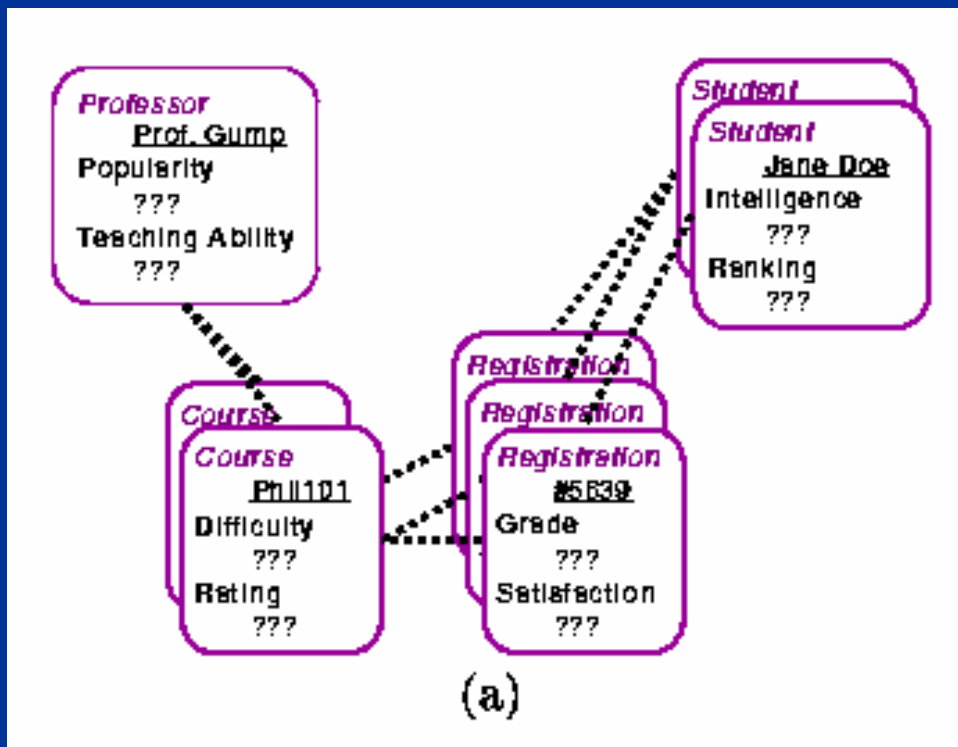 Professor
Prof. Gump
Popularity
???
Teaching Ability
???
Student
Student
Jane Doe
Intelligence
???
Ranking
???
Course
Course
Phil101
Difficulty
???
Rating
???
Registration
Registration
Registration
#5639
Grade
???
Satisfaction
???
(a)